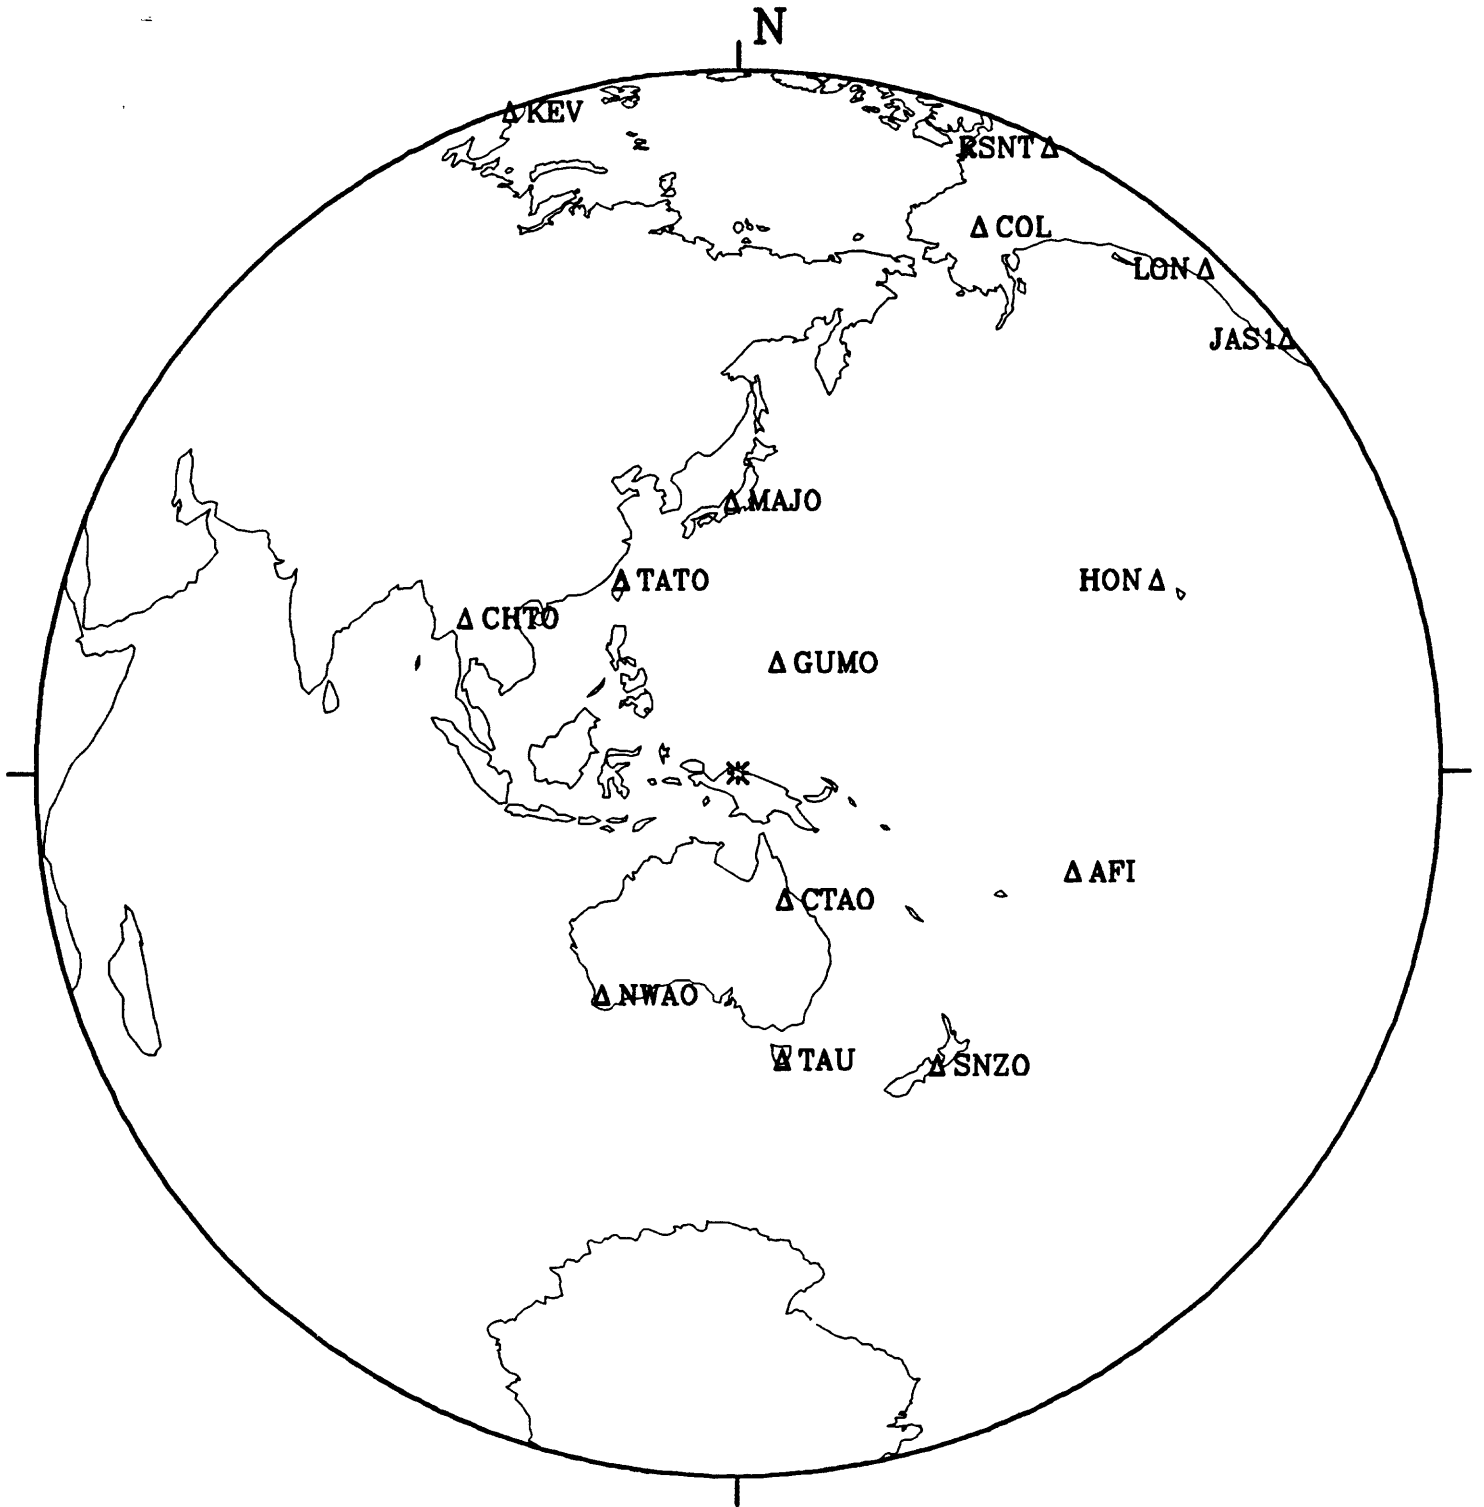 N
KEV
RSNT
COL
LON
JAS1
MAJO
TATO
HON
CHTO
GUMO
AFI
CTAO
NWAO
TAU
SNZO